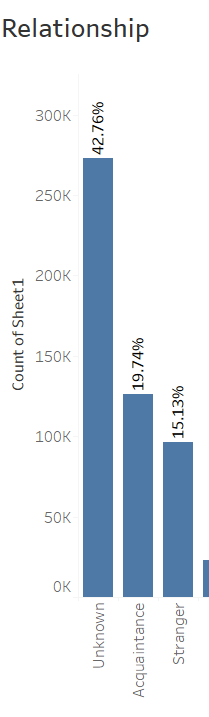 Relationship
300K
250K
200K
150K
100K
50K
0K
Count of Sheet1
42.76%
19.74%
15.13%
Unknown
Acquaintance
Stranger